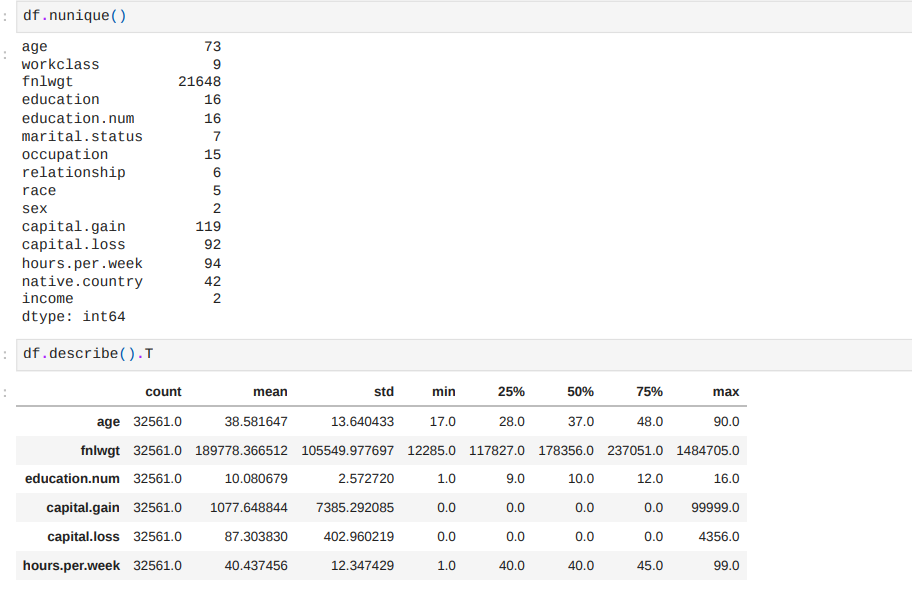 df.nunique()
age 73
workclass 9
fnlwgt 21648
education 16
education.num 16
marital.status 7
occupation 15
relationship 6
race 5
sex 2
capital.gain 119
capital.loss 92
hours.per.week 94
native.country 42
income 2
dtype: int64
df.describe().T
count mean std min 25% 50% 75% max
age 32561.0 38.581647 13.640433 17.0 28.0 37.0 48.0 90.0
fnlwgt 32561.0 189778.366512 105549.977697 12285.0 117827.0 178356.0 237051.0 1484705.0
education.num 32561.0 10.080679 2.572720 1.0 9.0 10.0 12.0 16.0
capital.gain 32561.0 1077.648844 7385.292085 0.0 0.0 0.0 0.0 99999.0
capital.loss 32561.0 87.303830 402.960219 0.0 0.0 0.0 0.0 4356.0
hours.per.week 32561.0 40.437456 12.347429 1.0 40.0 40.0 45.0 99.0